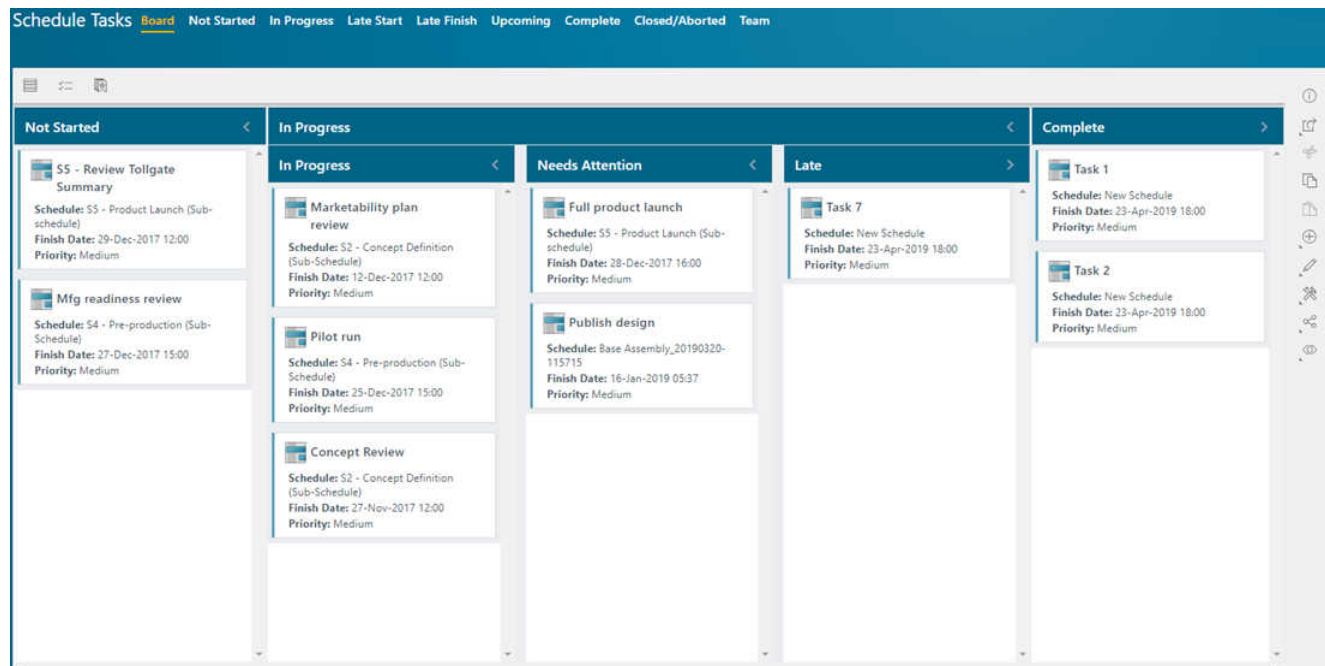 Schedule Tasks Board Not Started In Progress Late Start Late Finish Upcoming Complete Closed/Aborted Team
Not Started
S5 - Review Tollgate
Summary
Schedule: S5 - Product Launch (Sub-
schedule)
Finish Date: 29-Dec-2017 12:00
Priority: Medium
Mfg readiness review
Schedule: S4 - Pre-production (Sub-
Schedule)
Finish Date: 27-Dec-2017 15:00
Priority: Medium
In Progress
In Progress
Marketability plan
review
Schedule: S2 - Concept Definition
(Sub-Schedule)
Finish Date: 12-Dec-2017 12:00
Priority: Medium
Pilot run
Schedule: S4 - Pre-production (Sub-
Schedule)
Finish Date: 25-Dec-2017 15:00
Priority: Medium
Concept Review
Schedule: S2 - Concept Definition
(Sub-Schedule)
Finish Date: 27-Nov-2017 12:00
Priority: Medium
Needs Attention
Full product launch
Schedule: S5 - Product Launch (Sub-
schedule)
Finish Date: 28-Dec-2017 16:00
Priority: Medium
Publish design
Schedule: Base Assembly_20190320-
115715
Finish Date: 16-Jan-2019 05:37
Priority: Medium
Late
Task 7
Schedule: New Schedule
Finish Date: 23-Apr-2019 18:00
Priority: Medium
Complete
Task 1
Schedule: New Schedule
Finish Date: 23-Apr-2019 18:00
Priority: Medium
Task 2
Schedule: New Schedule
Finish Date: 23-Apr-2019 18:00
Priority: Medium